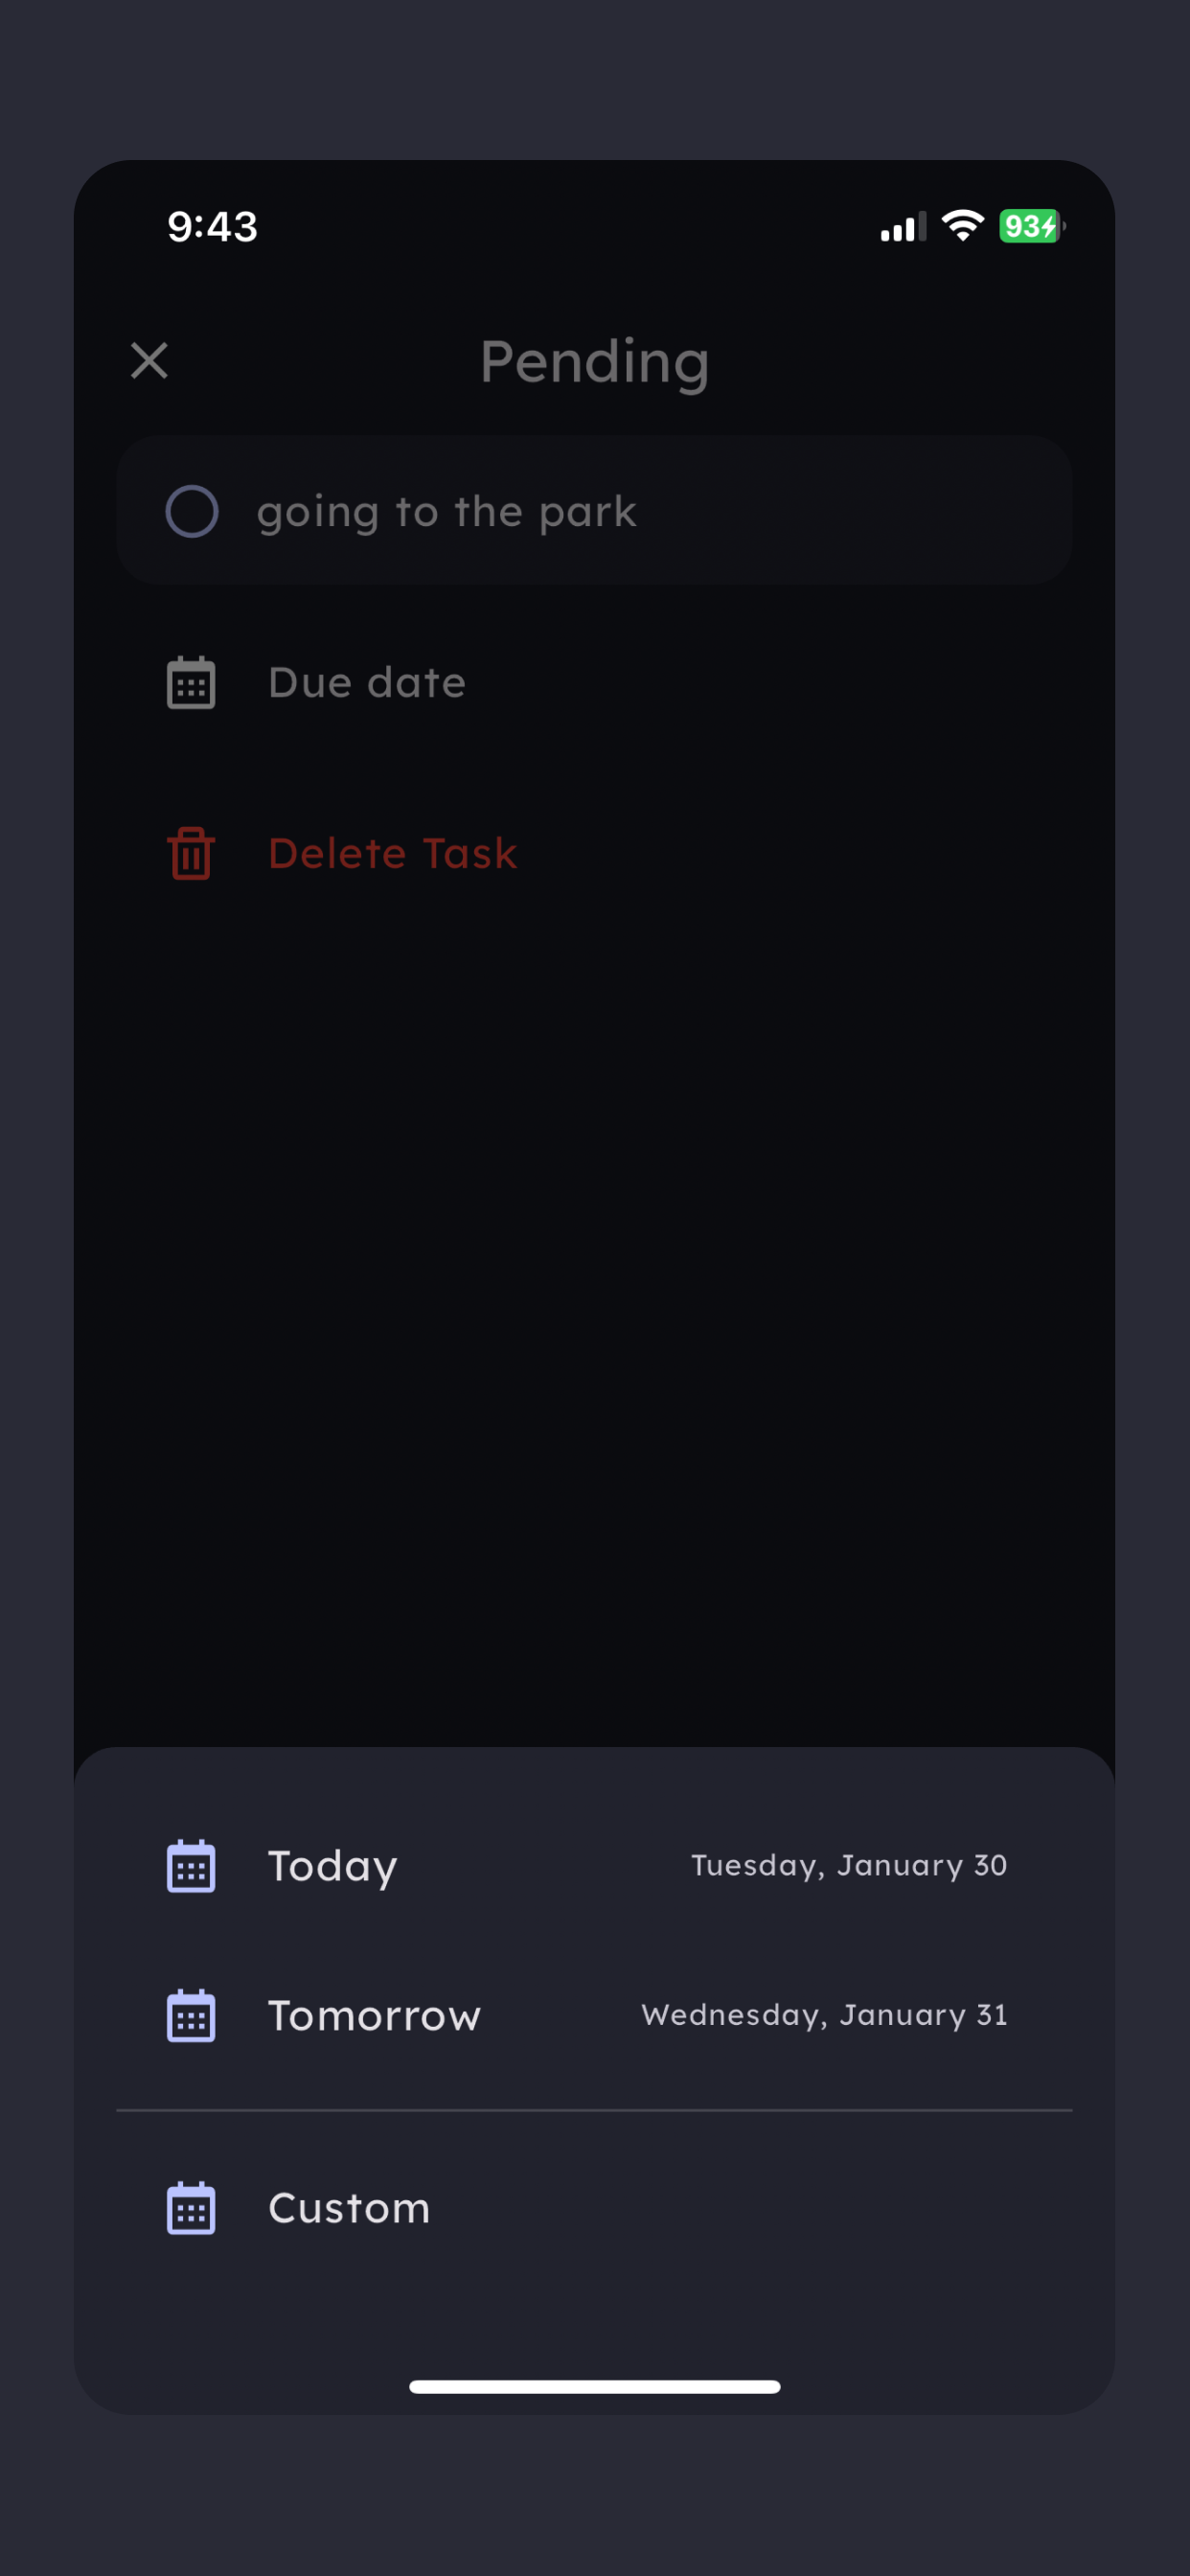 9:43
93
Pending
going to the park
Due date
Delete Task
Today Tuesday, January 30
Tomorrow Wednesday, January 31
Custom